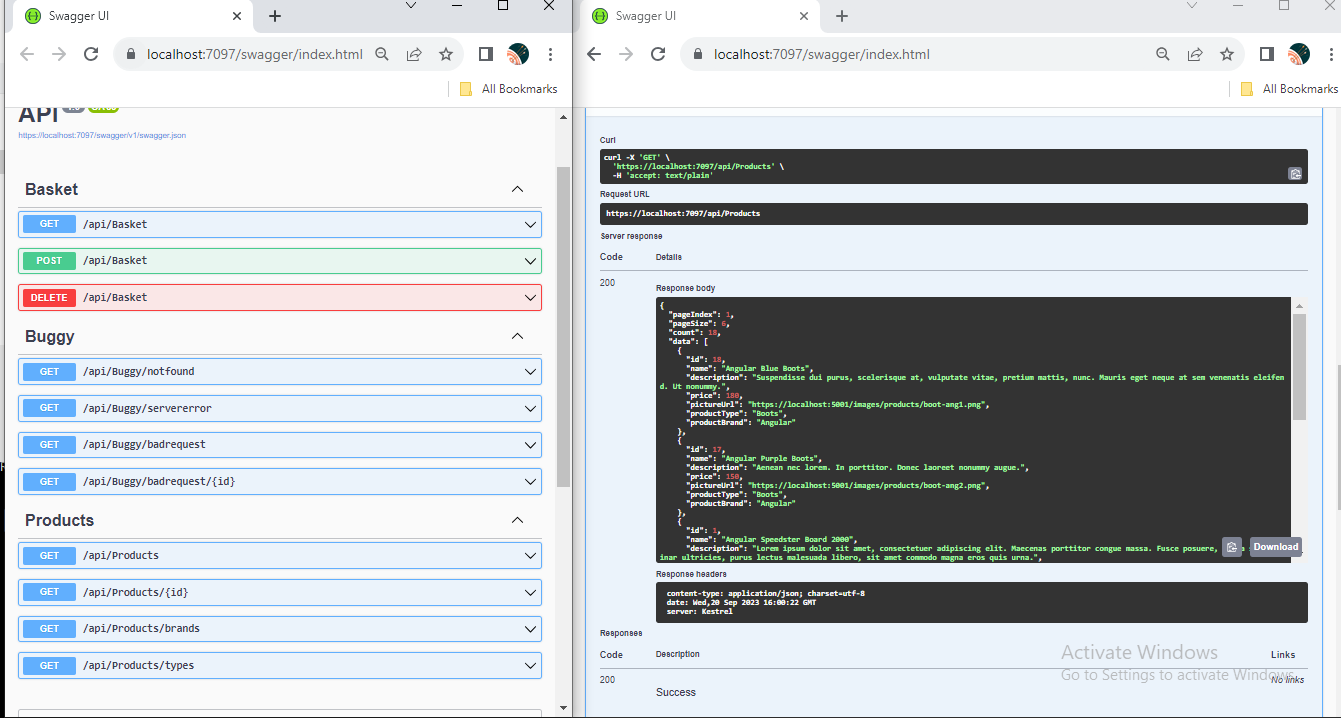 Swagger UI
localhost:7097/swagger/index.html
All Bookmarks
API
https://localhost:7097/swagger/v1/swagger.json
Basket
GET /api/Basket
POST /api/Basket
DELETE /api/Basket
Buggy
GET /api/Buggy/notfound
GET /api/Buggy/servererror
GET /api/Buggy/badrequest
GET /api/Buggy/badrequest/{id}
Products
GET /api/Products
GET /api/Products/{id}
GET /api/Products/brands
GET /api/Products/types
Swagger UI
localhost:7097/swagger/index.html
All Bookmarks
Curl
curl -X 'GET' \
'https://localhost:7097/api/Products' \
-H 'accept: text/plain'
Request URL
https://localhost:7097/api/Products
Server response
Code Details
200
Response body
{
"pageIndex": 1,
"pageSize": 6,
"count": 18,
"data": [
{
"id": 18,
"name": "Angular Blue Boots",
"description": "Suspendisse dui purus, scelerisque at, vulputate vitae, pretium mattis, nunc. Mauris eget neque at sem venenatis eleifen
d. Ut nonummy.",
"price": 180,
"pictureUrl": "https://localhost:5001/images/products/boot-ang1.png",
"productType": "Boots",
"productBrand": "Angular"
},
{
"id": 17,
"name": "Angular Purple Boots",
"description": "Aenean nec lorem. In porttitor. Donec laoreet nonummy augue.",
"price": 150,
"pictureUrl": "https://localhost:5001/images/products/boot-ang2.png",
"productType": "Boots",
"productBrand": "Angular"
},
{
"id": 1,
"name": "Angular Speedster Board 2000",
"description": "Lorem ipsum dolor sit amet, consectetuer adipiscing elit. Maecenas porttitor congue massa. Fusce posuere,
inar ultricies, purus lectus malesuada libero, sit amet commodo magna eros quis urna.",
Download
Response headers
content-type: application/json; charset=utf-8
date: Wed,20 Sep 2023 16:00:22 GMT
server: Kestrel
Responses
Code Description Links
200 No links
Success
Activate Windows
Go to Settings to activate Windows.